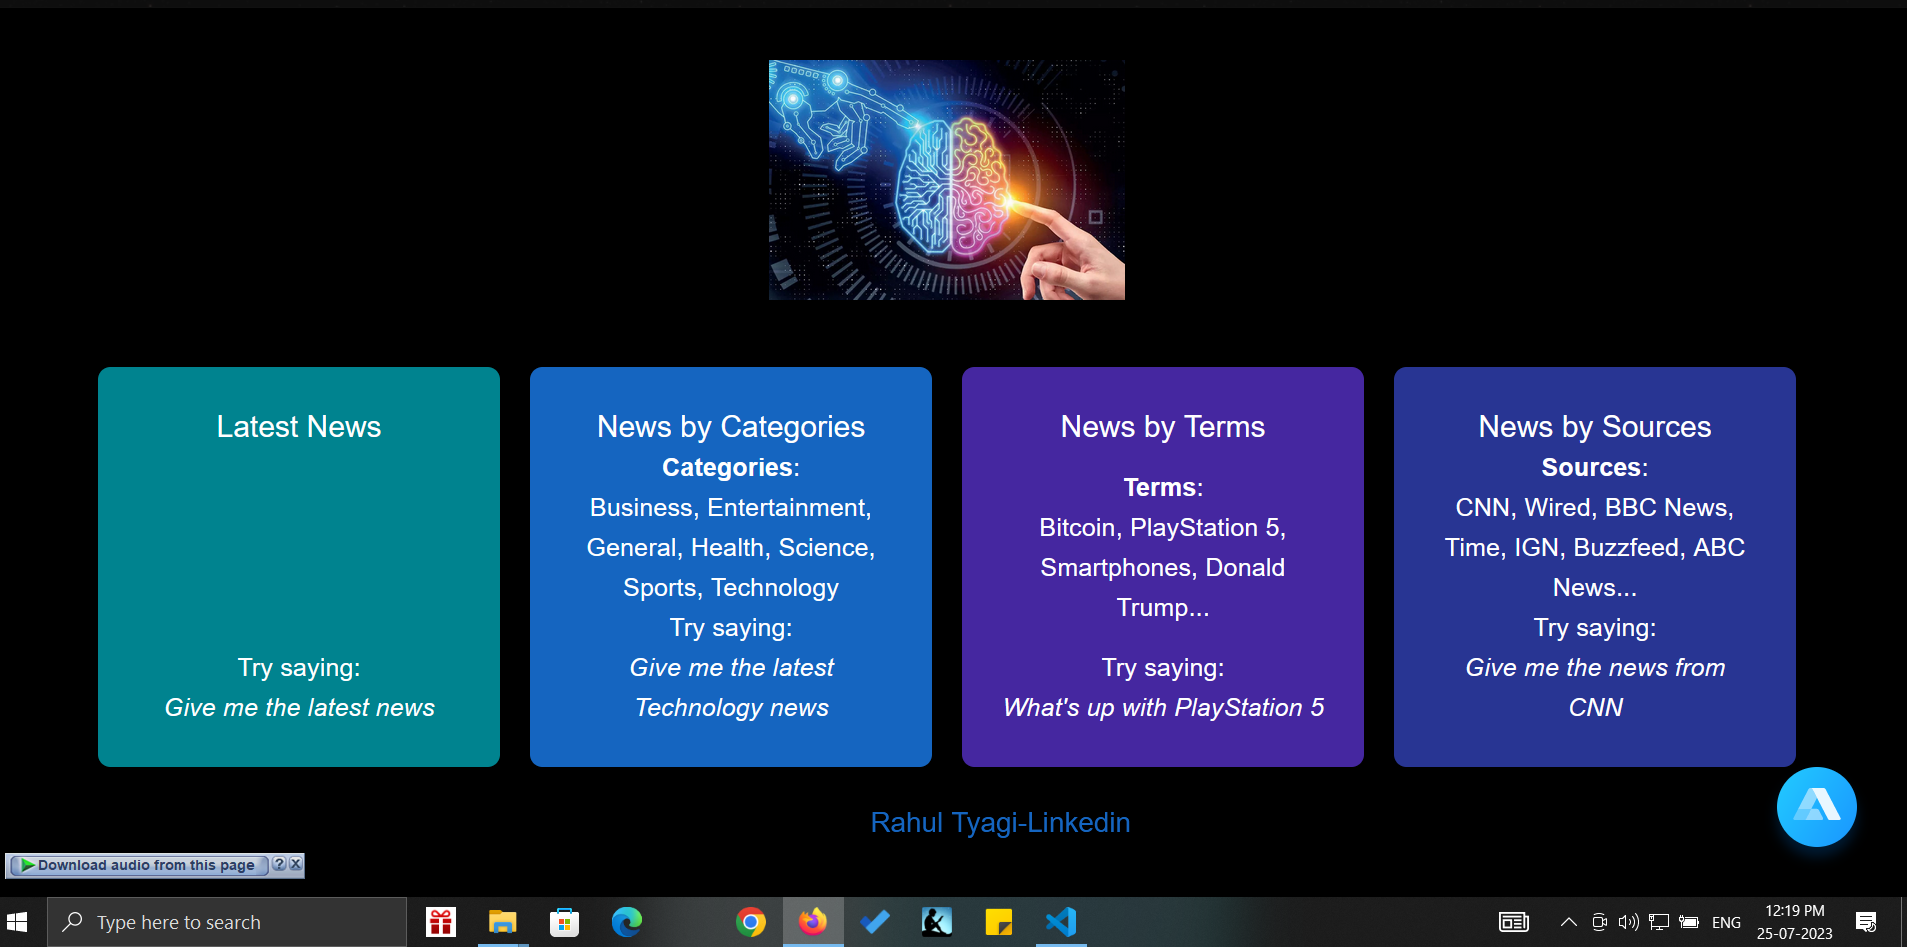 Latest News
Try saying:
Give me the latest news
News by Categories
Categories:
Business, Entertainment,
General, Health, Science,
Sports, Technology
Try saying:
Give me the latest
Technology news
News by Terms
Terms:
Bitcoin, PlayStation 5,
Smartphones, Donald
Trump...
Try saying:
What's up with PlayStation 5
News by Sources
Sources:
CNN, Wired, BBC News,
Time, IGN, Buzzfeed, ABC
News...
Try saying:
Give me the news from
CNN
Rahul Tyagi-Linkedin
Download audio from this page ? X
Type here to search
ENG
12:19 PM
25-07-2023